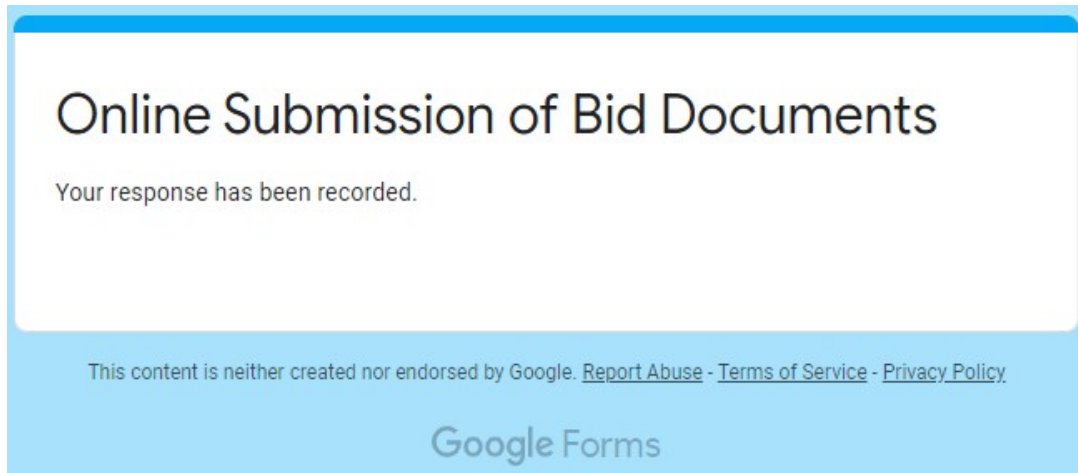 Online Submission of Bid Documents
Your response has been recorded.
This content is neither created nor endorsed by Google. Report Abuse - Terms of Service - Privacy Policy
Google Forms